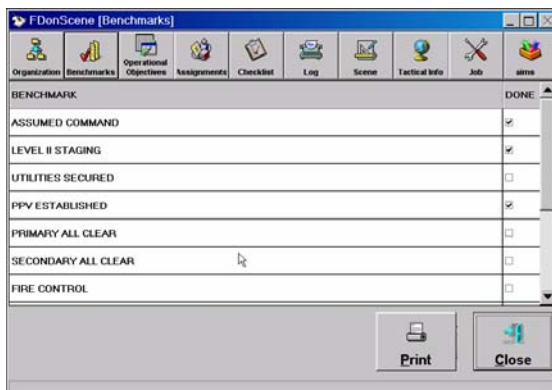 FDonScene [Benchmarks]
Organization Benchmarks Operational Objectives Assignments Checklist Log Scene Tactical Info Job aims
BENCHMARK DONE
ASSUMED COMMAND
LEVEL II STAGING
UTILITIES SECURED
PPV ESTABLISHED
PRIMARY ALL CLEAR
SECONDARY ALL CLEAR
FIRE CONTROL
Print Close